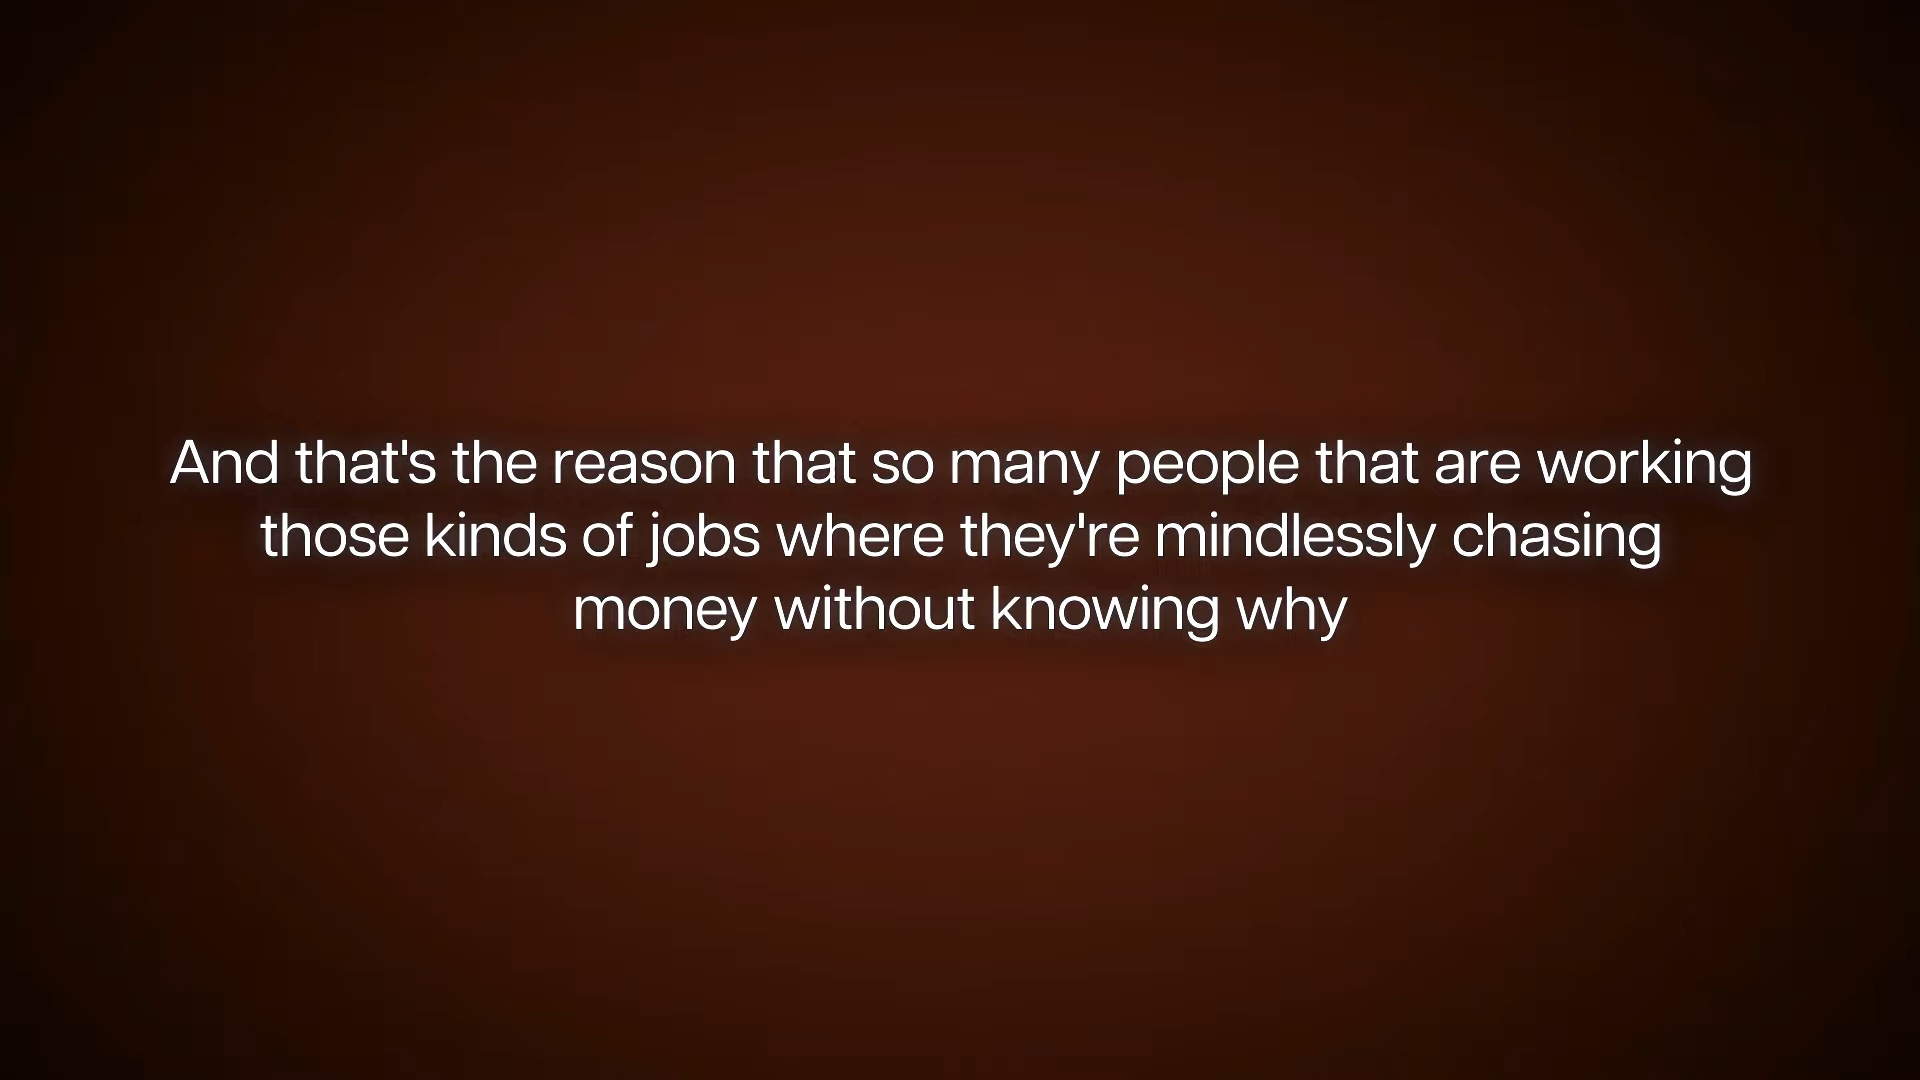 And that's the reason that so many people that are working
those kinds of jobs where they're mindlessly chasing
money without knowing why